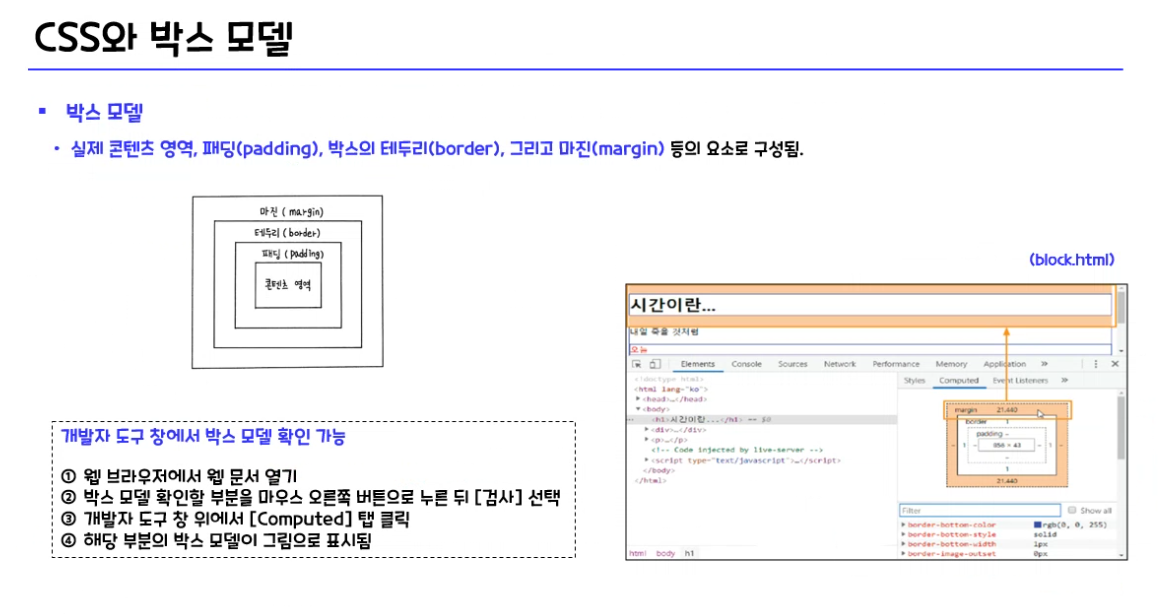 CSS와 박스 모델
▪ 박스 모델
• 실제 콘텐츠 영역, 패딩(padding), 박스의 테두리(border), 그리고 마진(margin) 등의 요소로 구성됨.
마진 ( margin)
테두리 ( border)
패딩 ( padding)
콘텐츠 영역
(block.html)
시간이란...
내일 죽을 것처럼
오늘
Elements Console Sources Network Performance Memory Application »
<!doctype html>
<html lang="ko">
<head>…</head>
<body>
<h1>시간이란...</h1> == $0
<div>…</div>
<p>…</p>
<!-- Code injected by live-server -->
<script type="text/javascript">…</script>
</body>
</html>
html body h1
Styles Computed Event Listeners »
margin 21.440
border 1
padding -
- 1 - 856 × 43 - 1 -
-
1
21.440
Filter Show all
border-bottom-color rgb(0, 0, 255)
border-bottom-style solid
border-bottom-width 1px
border-image-outset 0px
개발자 도구 창에서 박스 모델 확인 가능
① 웹 브라우저에서 웹 문서 열기
② 박스 모델 확인할 부분을 마우스 오른쪽 버튼으로 누른 뒤 [검사] 선택
③ 개발자 도구 창 위에서 [Computed] 탭 클릭
④ 해당 부분의 박스 모델이 그림으로 표시됨